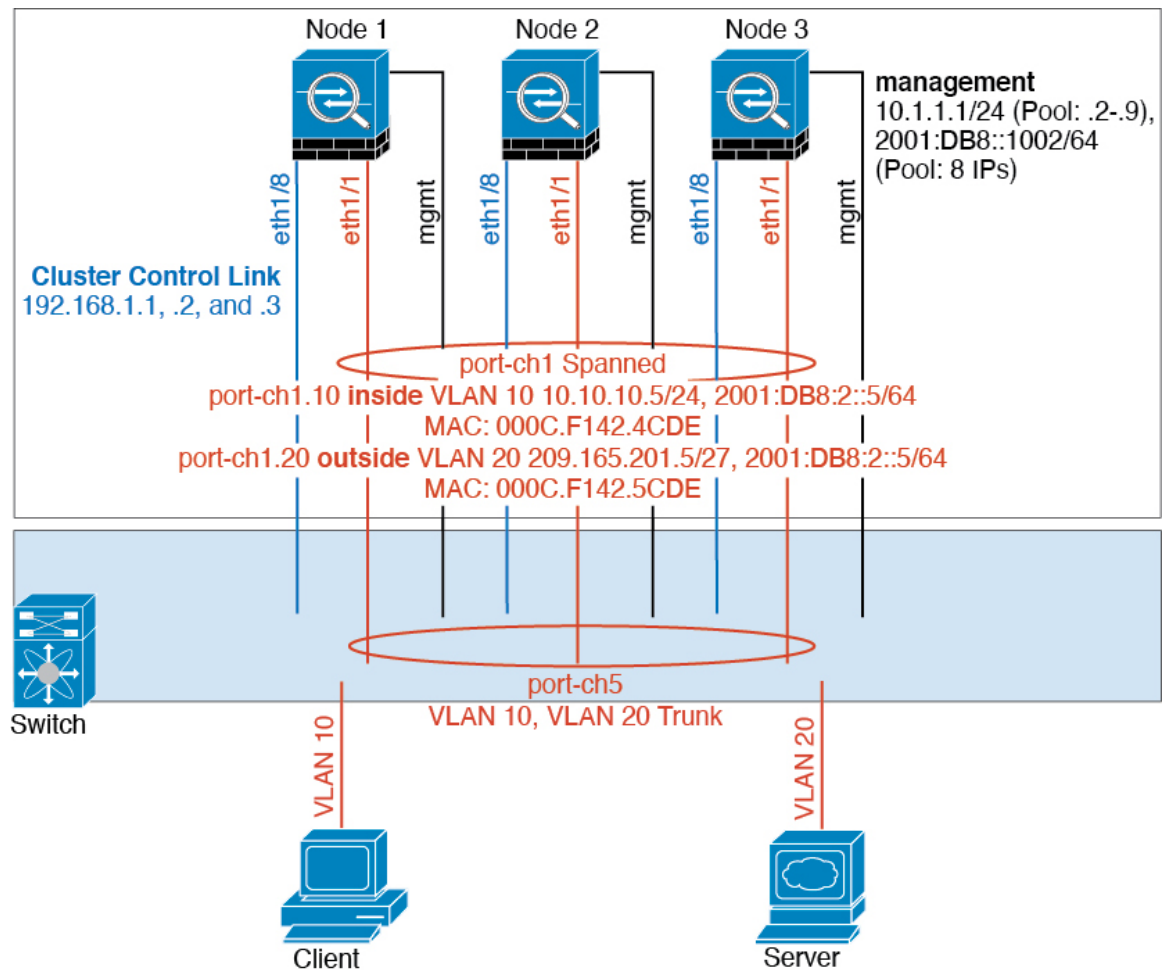 Node 1
Node 2
Node 3
management
10.1.1.1/24 (Pool: .2-.9),
2001:DB8::1002/64
(Pool: 8 IPs)
eth1/8
eth1/1
mgmt
eth1/8
eth1/1
mgmt
eth1/8
eth1/1
mgmt
Cluster Control Link
192.168.1.1, .2, and .3
port-ch1 Spanned
port-ch1.10 inside VLAN 10 10.10.10.5/24, 2001:DB8:2::5/64
MAC: 000C.F142.4CDE
port-ch1.20 outside VLAN 20 209.165.201.5/27, 2001:DB8:2::5/64
MAC: 000C.F142.5CDE
Switch
port-ch5
VLAN 10, VLAN 20 Trunk
VLAN 10
VLAN 20
Client
Server